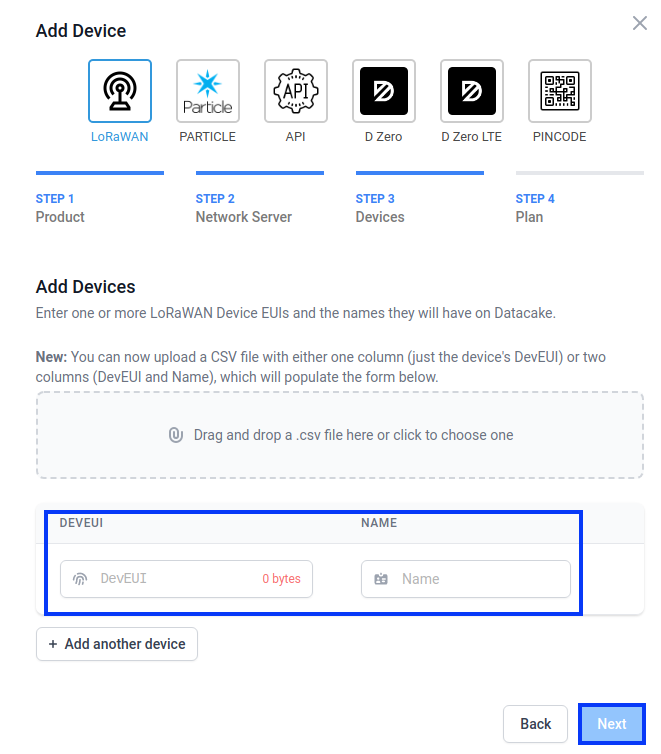 Add Device
Particle
API
LoRaWAN PARTICLE API D Zero D Zero LTE PINCODE
STEP 1 STEP 2 STEP 3 STEP 4
Product Network Server Devices Plan
Add Devices
Enter one or more LoRaWAN Device EUIs and the names they will have on Datacake.
New: You can now upload a CSV file with either one column (just the device's DevEUI) or two
columns (DevEUI and Name), which will populate the form below.
Drag and drop a .csv file here or click to choose one
DEVEUI NAME
DevEUI 0 bytes Name
+ Add another device
Back Next